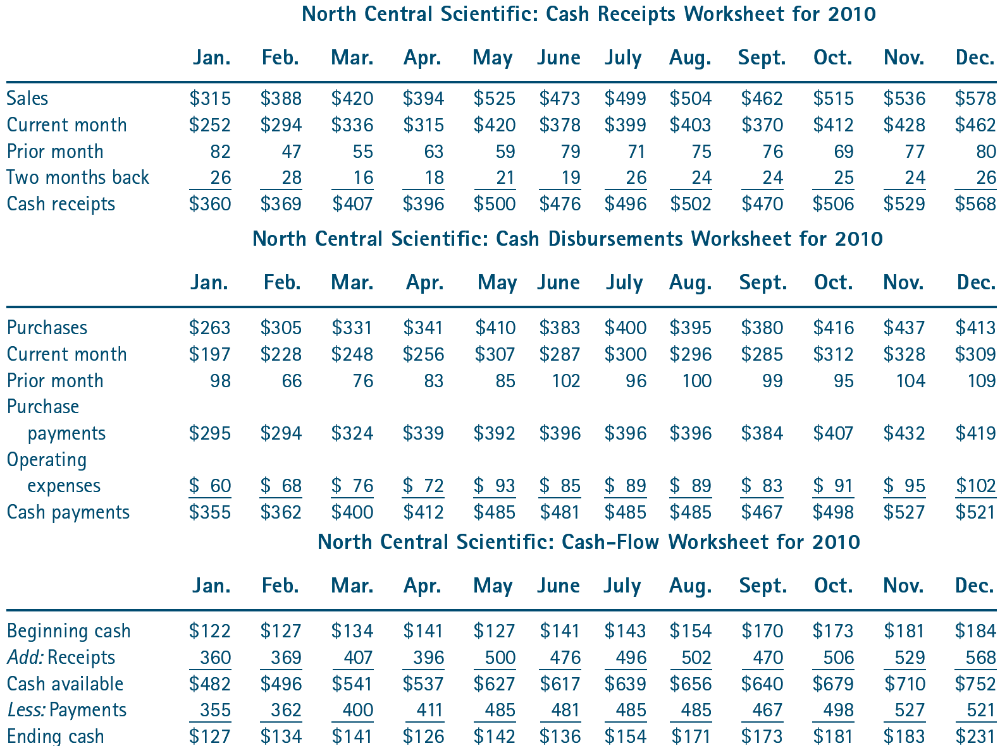 North Central Scientific: Cash Receipts Worksheet for 2010
Jan. Feb. Mar. Apr. May June July Aug. Sept. Oct. Nov. Dec.
Sales $315 $388 $420 $394 $525 $473 $499 $504 $462 $515 $536 $578
Current month $252 $294 $336 $315 $420 $378 $399 $403 $370 $412 $428 $462
Prior month 82 47 55 63 59 79 71 75 76 69 77 80
Two months back 26 28 16 18 21 19 26 24 24 25 24 26
Cash receipts $360 $369 $407 $396 $500 $476 $496 $502 $470 $506 $529 $568
North Central Scientific: Cash Disbursements Worksheet for 2010
Jan. Feb. Mar. Apr. May June July Aug. Sept. Oct. Nov. Dec.
Purchases $263 $305 $331 $341 $410 $383 $400 $395 $380 $416 $437 $413
Current month $197 $228 $248 $256 $307 $287 $300 $296 $285 $312 $328 $309
Prior month 98 66 76 83 85 102 96 100 99 95 104 109
Purchase
payments $295 $294 $324 $339 $392 $396 $396 $396 $384 $407 $432 $419
Operating
expenses $ 60 $ 68 $ 76 $ 72 $ 93 $ 85 $ 89 $ 89 $ 83 $ 91 $ 95 $102
Cash payments $355 $362 $400 $412 $485 $481 $485 $485 $467 $498 $527 $521
North Central Scientific: Cash-Flow Worksheet for 2010
Jan. Feb. Mar. Apr. May June July Aug. Sept. Oct. Nov. Dec.
Beginning cash $122 $127 $134 $141 $127 $141 $143 $154 $170 $173 $181 $184
Add: Receipts 360 369 407 396 500 476 496 502 470 506 529 568
Cash available $482 $496 $541 $537 $627 $617 $639 $656 $640 $679 $710 $752
Less: Payments 355 362 400 411 485 481 485 485 467 498 527 521
Ending cash $127 $134 $141 $126 $142 $136 $154 $171 $173 $181 $183 $231